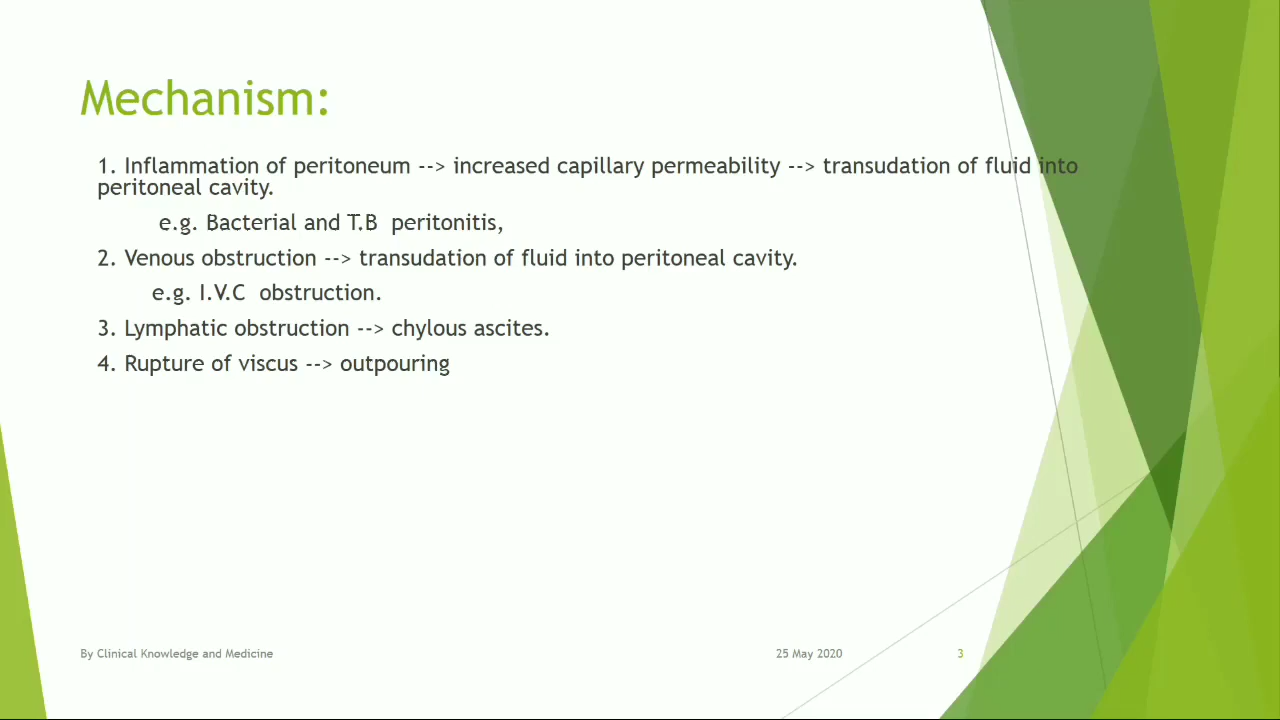 Mechanism:
1. Inflammation of peritoneum --> increased capillary permeability --> transudation of fluid into
peritoneal cavity.
e.g. Bacterial and T.B peritonitis,
2. Venous obstruction --> transudation of fluid into peritoneal cavity.
e.g. I.V.C obstruction.
3. Lymphatic obstruction --> chylous ascites.
4. Rupture of viscus --> outpouring
By Clinical Knowledge and Medicine
25 May 2020
3